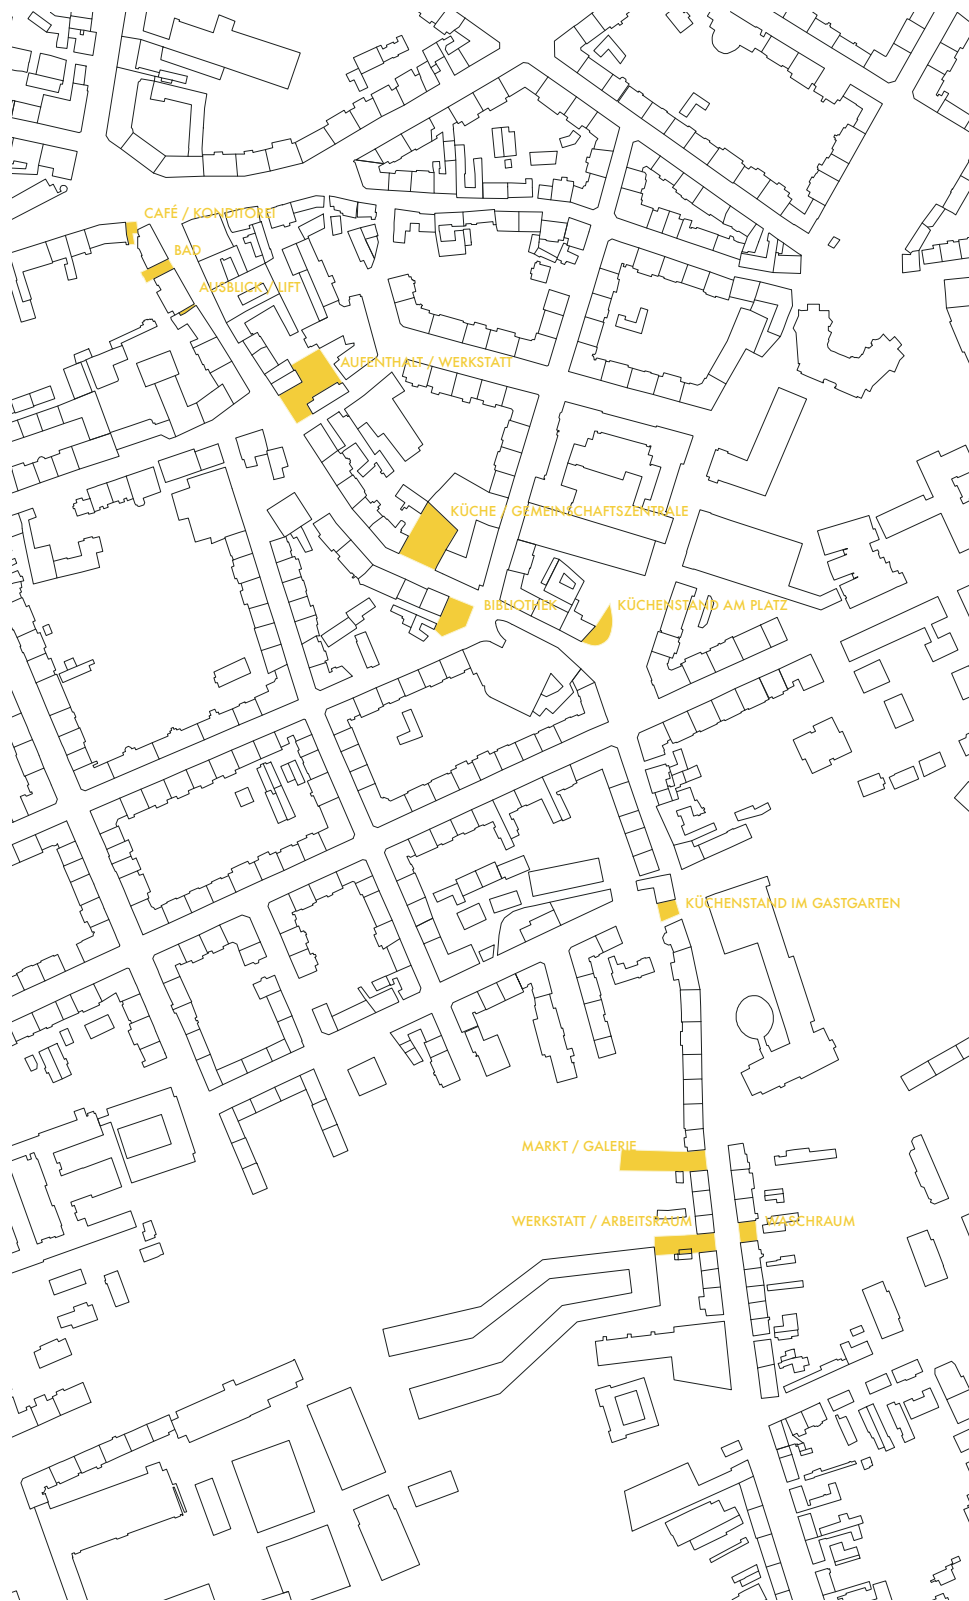 CAFÉ / KONDITOREI
BAD
AUSBLICK / LIFT
AUFENTHALT / WERKSTATT
KÜCHE / GEMEINSCHAFTSZENTRALE
BIBLIOTHEK
KÜCHENSTAND AM PLATZ
KÜCHENSTAND IM GASTGARTEN
MARKT / GALERIE
WERKSTATT / ARBEITSRAUM
WASCHRAUM